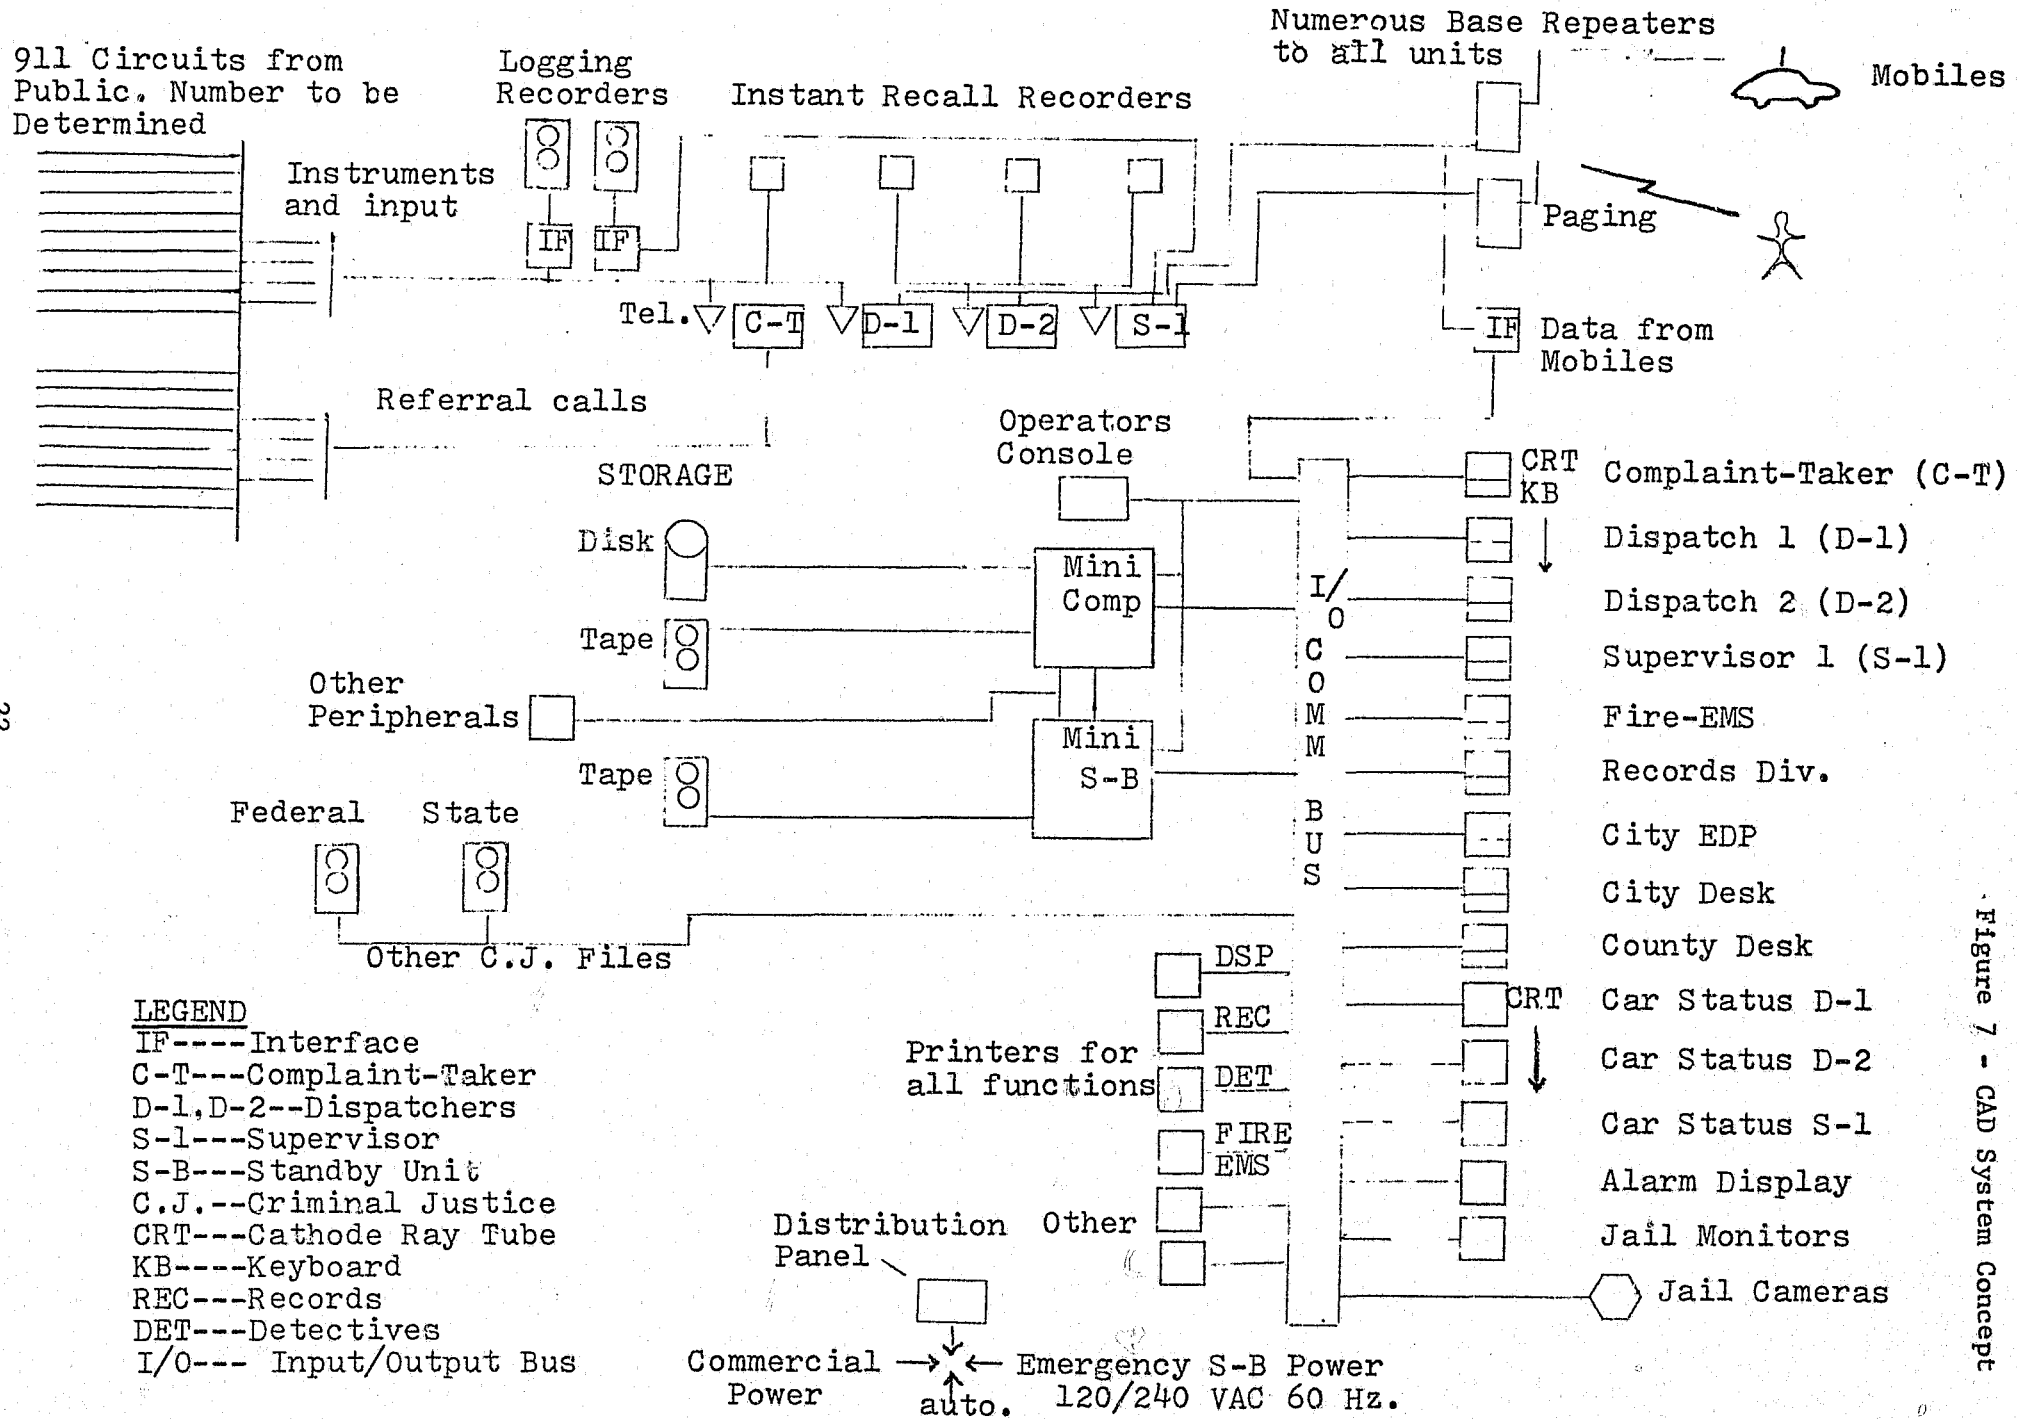 Numerous Base Repeaters
to all units
911 Circuits from
Public. Number to be
Determined
Logging
Recorders
Instant Recall Recorders
Mobiles
Instruments
and input
IF
IF
Paging
Tel.
C-T
D-1
D-2
S-1
IF
Data from
Mobiles
Referral calls
Operators
Console
STORAGE
CRT
KB
Complaint-Taker (C-T)
Disk
Mini
Comp
Dispatch 1 (D-1)
I/O
COMM
BUS
Dispatch 2 (D-2)
Tape
Supervisor 1 (S-1)
Other
Peripherals
Fire-EMS
Mini
S-B
Tape
Records Div.
Federal
State
City EDP
City Desk
Other C.J. Files
County Desk
DSP
CRT
Car Status D-1
REC
Printers for
all functions
DET
Car Status D-2
FIRE
EMS
Car Status S-1
Alarm Display
Other
Jail Monitors
Jail Cameras
Distribution
Panel
Commercial
Power
auto.
Emergency S-B Power
120/240 VAC 60 Hz.
LEGEND
IF----Interface
C-T---Complaint-Taker
D-1,D-2--Dispatchers
S-1---Supervisor
S-B---Standby Unit
C.J.--Criminal Justice
CRT---Cathode Ray Tube
KB----Keyboard
REC---Records
DET---Detectives
I/O--- Input/Output Bus
Figure 7 - CAD System Concept